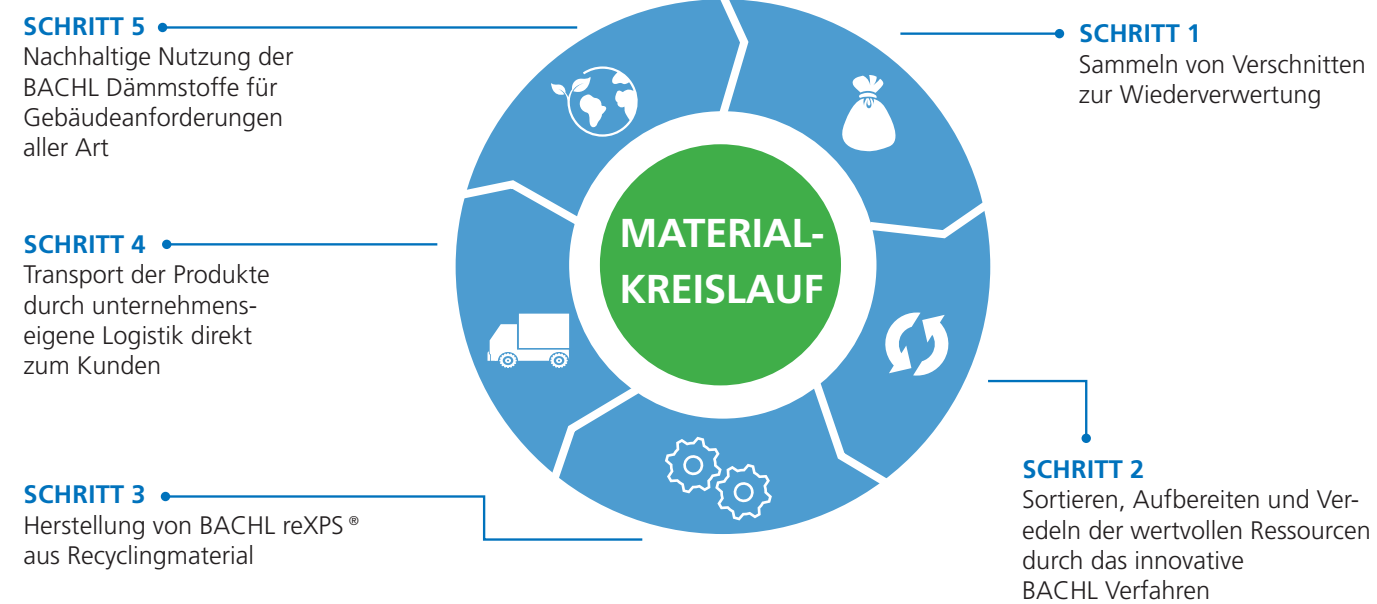 SCHRITT 5
Nachhaltige Nutzung der
BACHL Dämmstoffe für
Gebäudeanforderungen
aller Art
SCHRITT 1
Sammeln von Verschnitten
zur Wiederverwertung
MATERIAL-
KREISLAUF
SCHRITT 4
Transport der Produkte
durch unternehmens-
eigene Logistik direkt
zum Kunden
SCHRITT 3
Herstellung von BACHL reXPS®
aus Recyclingmaterial
SCHRITT 2
Sortieren, Aufbereiten und Ver-
edeln der wertvollen Ressourcen
durch das innovative
BACHL Verfahren